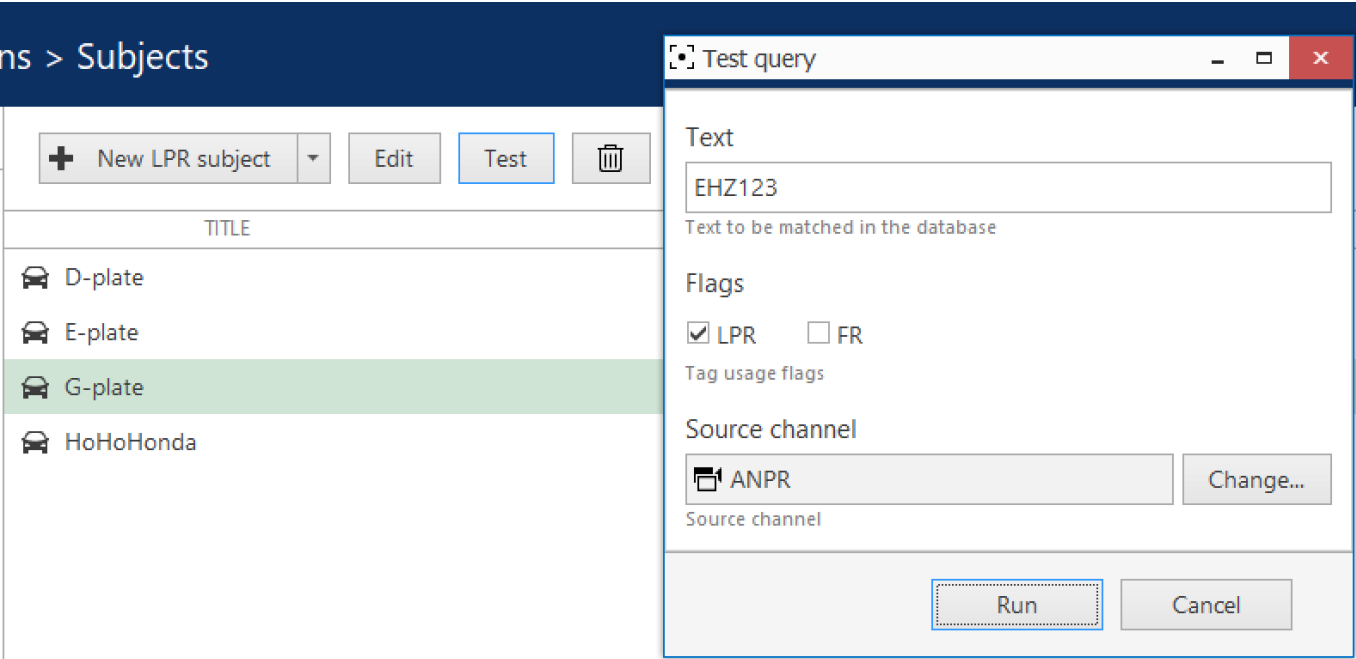 ns > Subjects
New LPR subject
Edit
Test
TITLE
D-plate
E-plate
G-plate
HoHoHonda
Test query
Text
EHZ123
Text to be matched in the database
Flags
LPR FR
Tag usage flags
Source channel
ANPR
Change...
Source channel
Run
Cancel